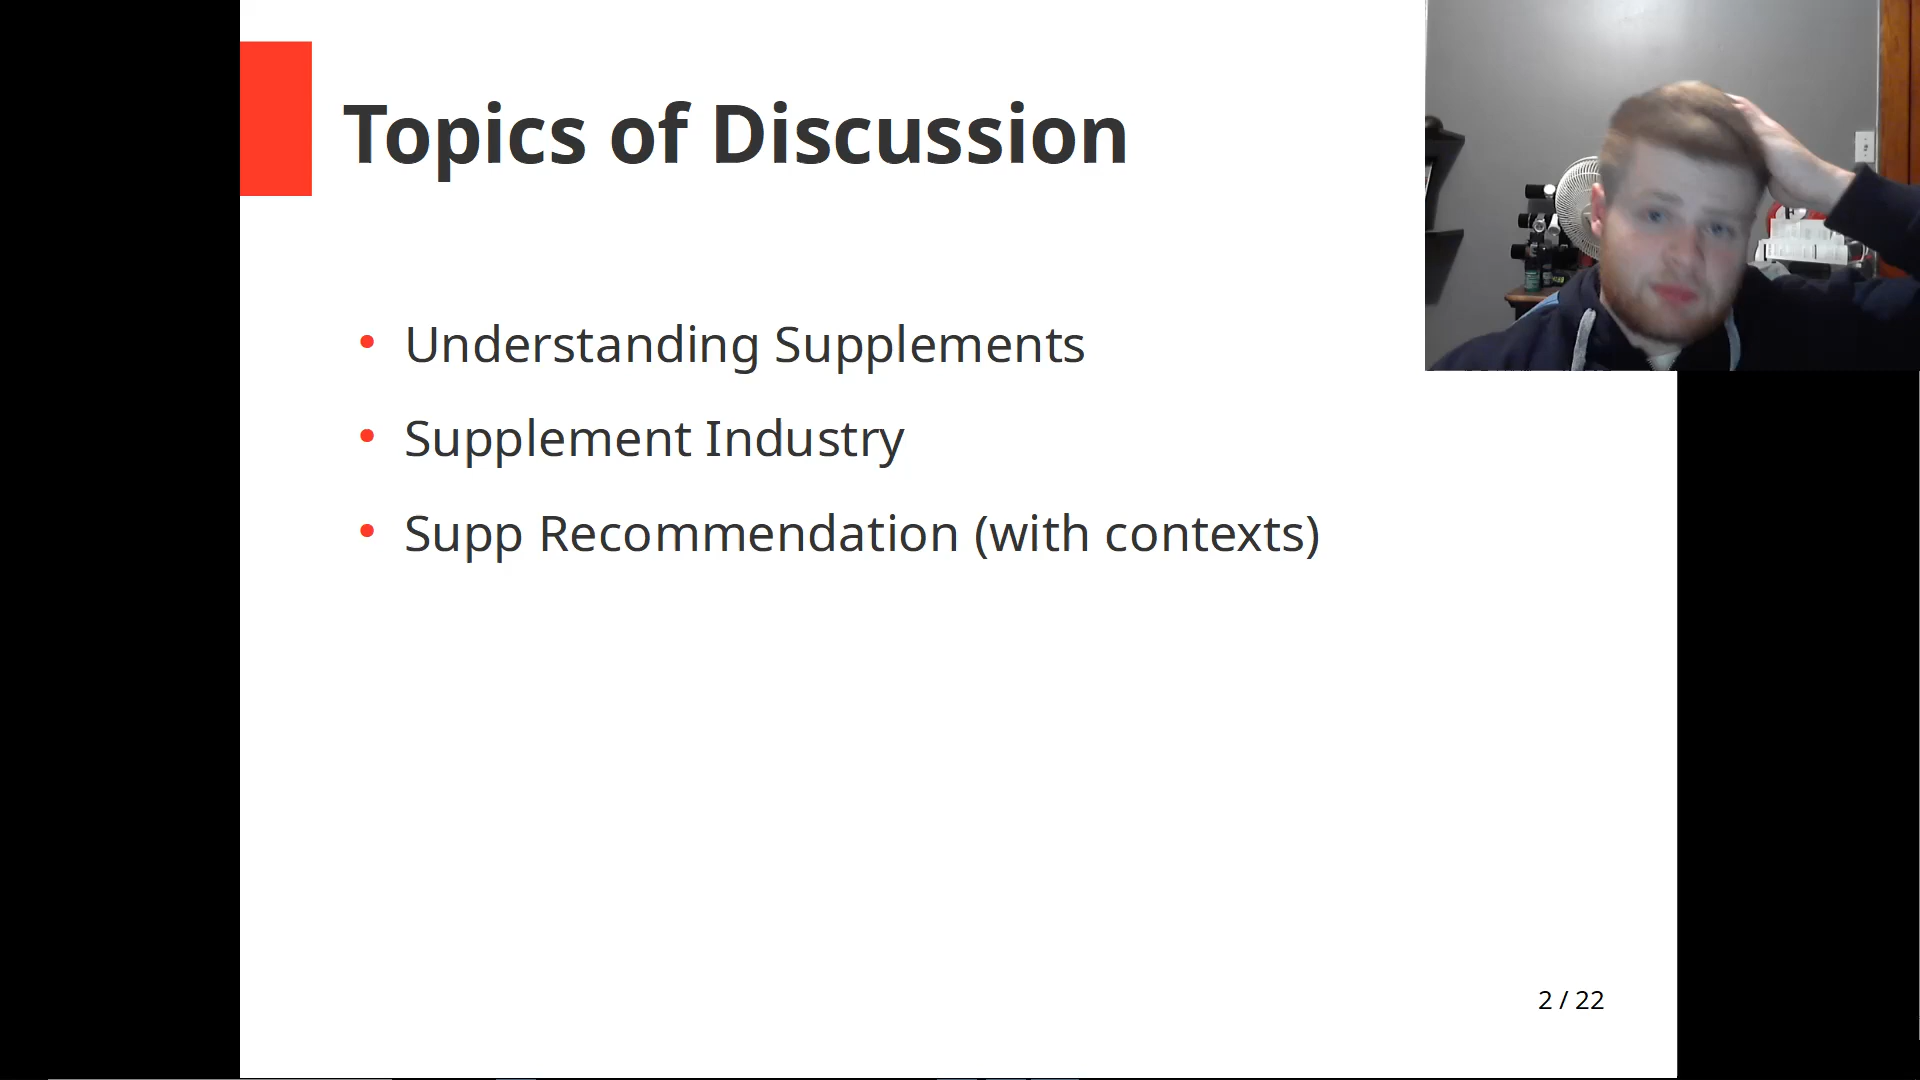 Topics of Discussion
Understanding Supplements
Supplement Industry
Supp Recommendation (with contexts)
2 / 22